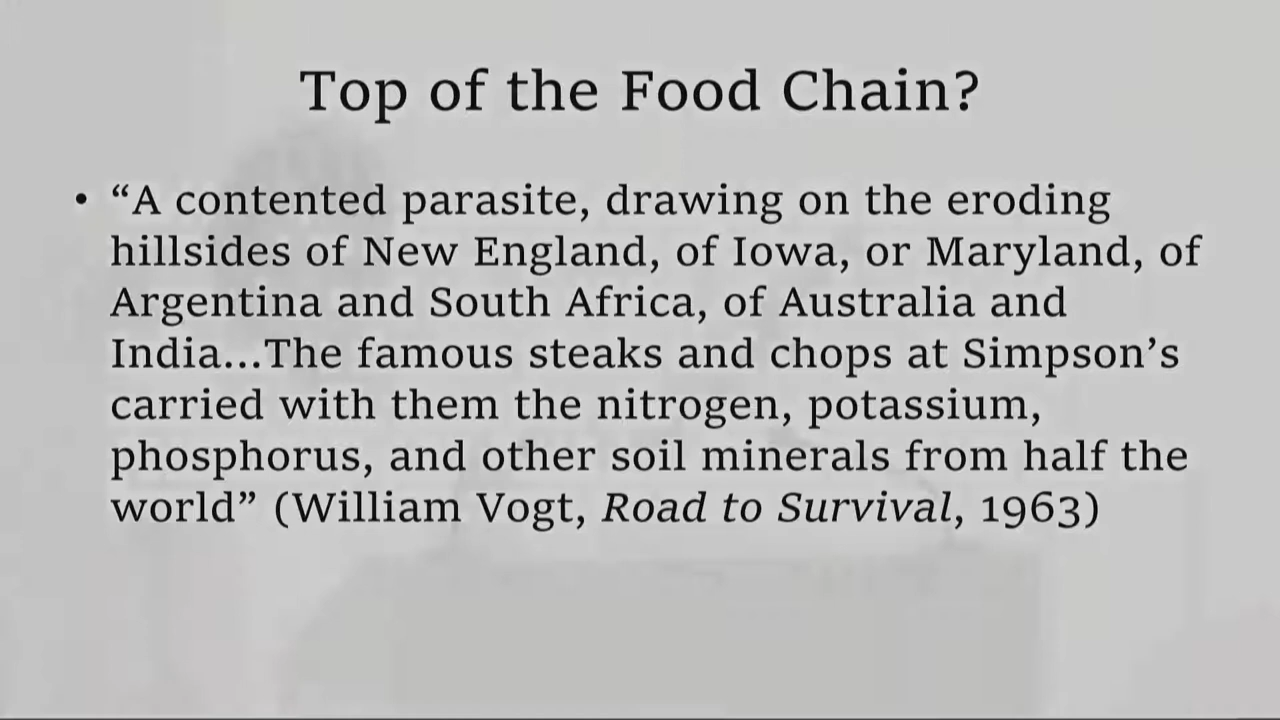 Top of the Food Chain?
• “A contented parasite, drawing on the eroding
hillsides of New England, of Iowa, or Maryland, of
Argentina and South Africa, of Australia and
India...The famous steaks and chops at Simpson’s
carried with them the nitrogen, potassium,
phosphorus, and other soil minerals from half the
world” (William Vogt, Road to Survival, 1963)